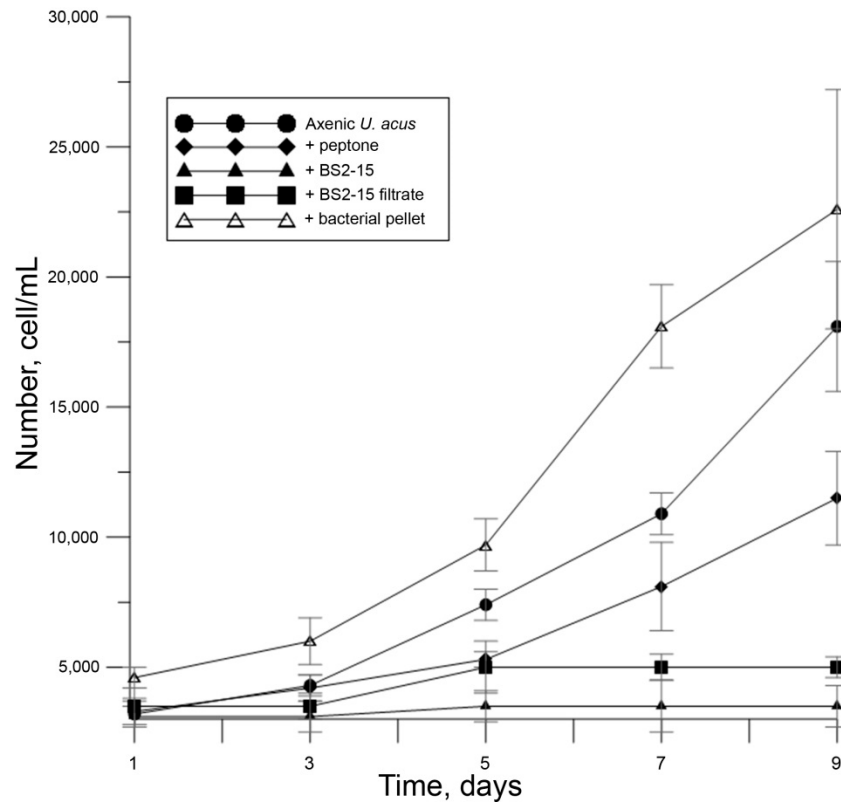 30,000
25,000
20,000
15,000
10,000
5,000
Number, cell/mL
Axenic U. acus
+ peptone
+ BS2-15
+ BS2-15 filtrate
+ bacterial pellet
1 3 5 7 9
Time, days